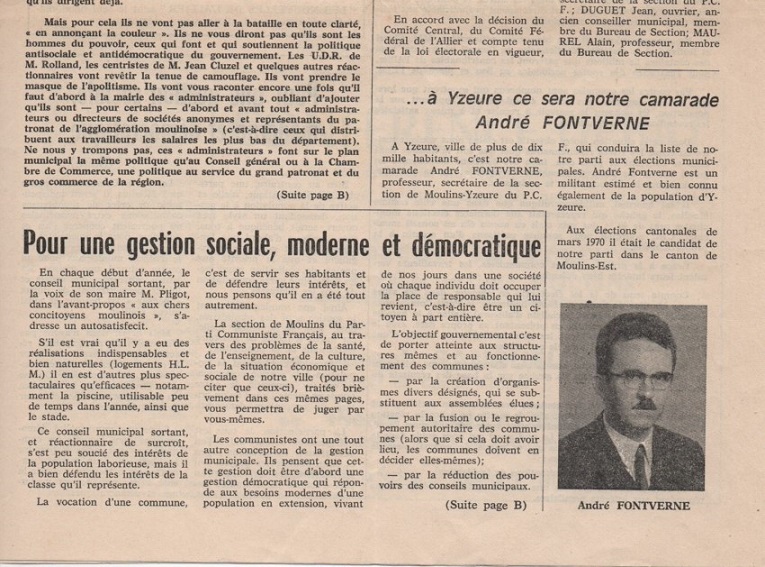 qu'ils dirigent déjà.
Mais pour cela ils ne vont pas aller à la bataille en toute clarté,
« en annonçant la couleur ». Ils ne vous diront pas qu'ils sont les
hommes du pouvoir, ceux qui font et qui soutiennent la politique
antisociale et antidémocratique du gouvernement. Les U.D.R. de
M. Rolland, les centristes de M. Jean Cluzel et quelques autres réac-
tionnaires vont revêtir la tenue de camouflage. Ils vont prendre le
masque de l'apolitisme. Ils vont vous raconter encore une fois qu'il
faut d'abord à la mairie des « administrateurs », oubliant d'ajouter
qu'ils sont — pour certains — d'abord et avant tout « administra-
teurs ou directeurs de sociétés anonymes et représentants du pa-
tronat de l'agglomération moulinoise » (c'est-à-dire ceux qui distri-
buent aux travailleurs les salaires les plus bas du département).
Ne nous y trompons pas, ces « administrateurs » font sur le plan
municipal la même politique qu'au Conseil général ou à la Cham-
bre de Commerce, une politique au service du grand patronat et du
gros commerce de la région.
(Suite page B)
En accord avec la décision du
Comité Central, du Comité Fé-
déral de l'Allier et compte tenu
de la loi électorale en vigueur,
secrétaire de la section du P.C.
F. ; DUGUET Jean, ouvrier, an-
cien conseiller municipal, mem-
bre du Bureau de Section; MAU-
REL Alain, professeur, membre
du Bureau de Section.
...à Yzeure ce sera notre camarade
André FONTVERNE
A Yzeure, ville de plus de dix
mille habitants, c'est notre ca-
marade André FONTVERNE,
professeur, secrétaire de la sec-
tion de Moulins-Yzeure du P.C.
F., qui conduira la liste de no-
tre parti aux élections munici-
pales. André Fontverne est un
militant estimé et bien connu
également de la population d'Y-
zeure.
Aux élections cantonales de
mars 1970 il était le candidat de
notre parti dans le canton de
Moulins-Est.
André FONTVERNE
Pour une gestion sociale, moderne et démocratique
En chaque début d'année, le
conseil municipal sortant, par
la voix de son maire M. Pligot,
dans l'avant-propos « aux chers
concitoyens moulinois », s'a-
dresse un autosatisfecit.
S'il est vrai qu'il y a eu des
réalisations indispensables et
bien naturelles (logements H.L.
M.) il en est d'autres plus spec-
taculaires qu'efficaces — notam-
ment la piscine, utilisable peu
de temps dans l'année, ainsi que
le stade.
Ce conseil municipal sortant,
et réactionnaire de surcroît,
s'est peu soucié des intérêts de
la population laborieuse, mais il
a bien défendu les intérêts de la
classe qu'il représente.
La vocation d'une commune,
c'est de servir ses habitants et
de défendre leurs intérêts, et
nous pensons qu'il en a été tout
autrement.
La section de Moulins du Par-
ti Communiste Français, au tra-
vers des problèmes de la santé,
de l'enseignement, de la culture,
de la situation économique et
sociale de notre ville (pour ne
citer que ceux-ci), traités briè-
vement dans ces mêmes pages,
vous permettra de juger par
vous-mêmes.
Les communistes ont une tout
autre conception de la gestion
municipale. Ils pensent que cet-
te gestion doit être d'abord une
gestion démocratique qui répon-
de aux besoins modernes d'une
population en extension, vivant
de nos jours dans une société
où chaque individu doit occuper
la place de responsable qui lui
revient, c'est-à-dire être un ci-
toyen à part entière.
L'objectif gouvernemental c'est
de porter atteinte aux structu-
res mêmes et au fonctionne-
ment des communes :
— par la création d'organis-
mes divers désignés, qui se sub-
stituent aux assemblées élues ;
— par la fusion ou le regrou-
pement autoritaire des commu-
nes (alors que si cela doit avoir
lieu, les communes doivent en
décider elles-mêmes);
— par la réduction des pou-
voirs des conseils municipaux.
(Suite page B)